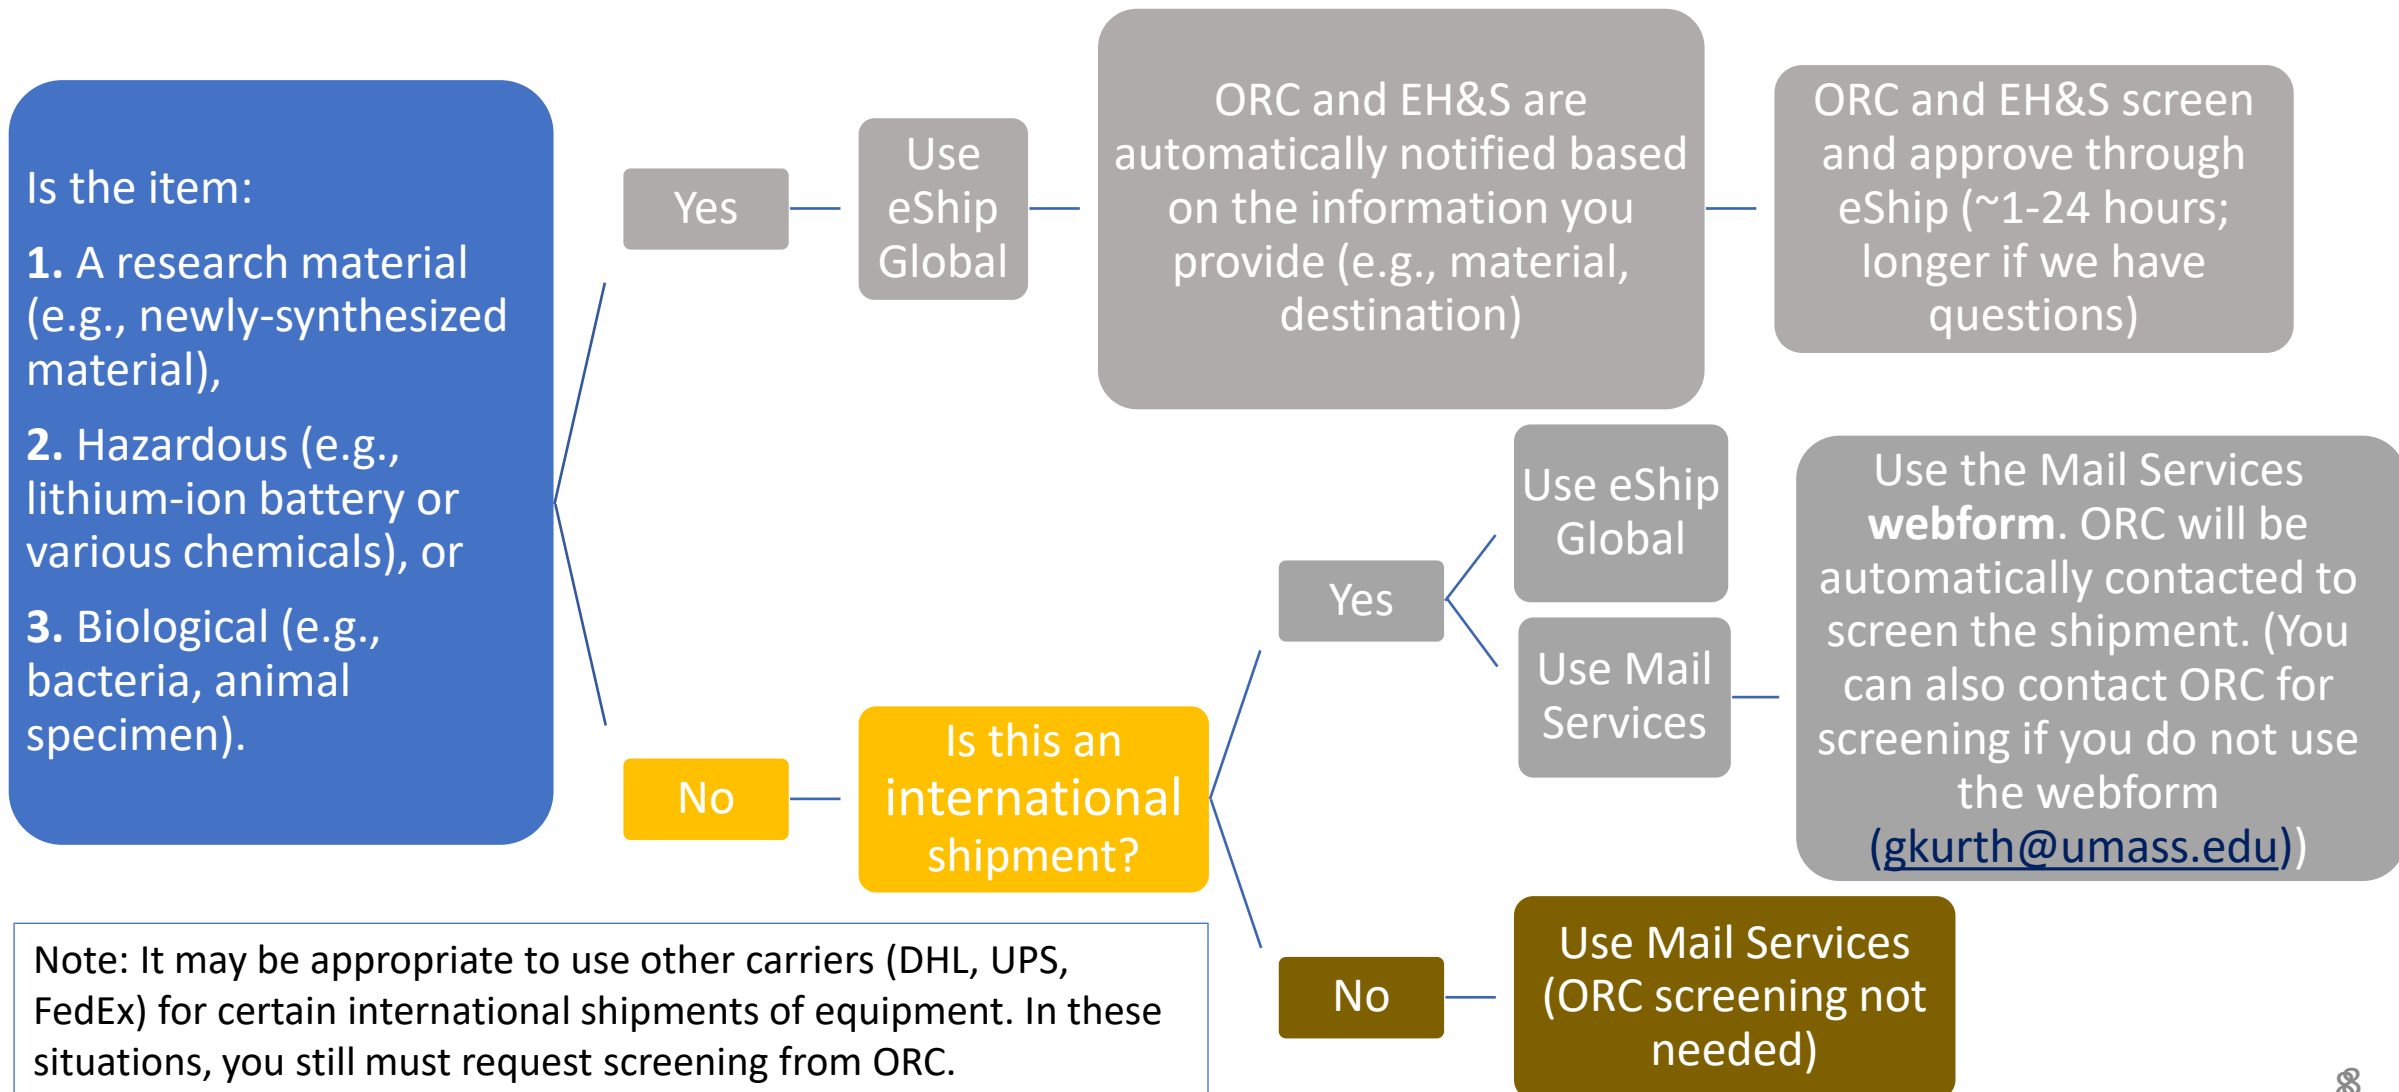 Is the item:
1. A research material
(e.g., newly-synthesized
material),
2. Hazardous (e.g.,
lithium-ion battery or
various chemicals), or
3. Biological (e.g.,
bacteria, animal
specimen).
Yes
Use
eShip
Global
ORC and EH&S are
automatically notified based
on the information you
provide (e.g., material,
destination)
ORC and EH&S screen
and approve through
eShip (~1-24 hours;
longer if we have
questions)
No
Is this an
international
shipment?
Yes
Use eShip
Global
Use Mail
Services
Use the Mail Services
webform. ORC will be
automatically contacted to
screen the shipment. (You
can also contact ORC for
screening if you do not use
the webform
(gkurth@umass.edu))
No
Use Mail Services
(ORC screening not
needed)
Note: It may be appropriate to use other carriers (DHL, UPS,
FedEx) for certain international shipments of equipment. In these
situations, you still must request screening from ORC.
8